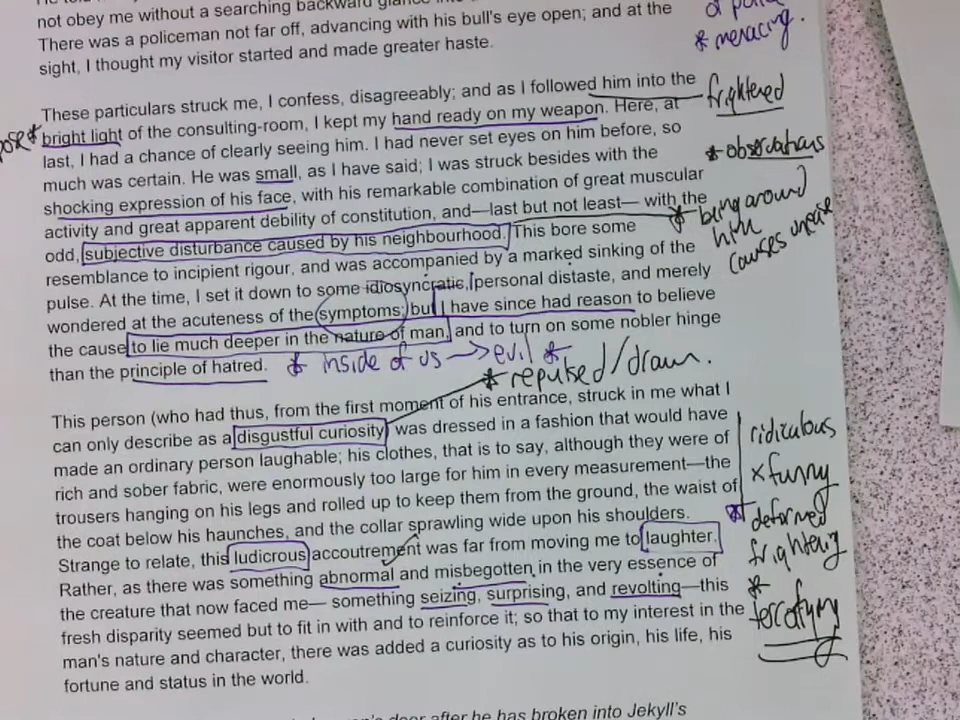 not obey me without a searching backward glance
There was a policeman not far off, advancing with his bull's eye open; and at the
sight, I thought my visitor started and made greater haste.
* menacing.
These particulars struck me, I confess, disagreeably; and as I followed him into the
bright light of the consulting-room, I kept my hand ready on my weapon. Here, at
frightened
last, I had a chance of clearly seeing him. I had never set eyes on him before, so
* observations
much was certain. He was small, as I have said; I was struck besides with the
shocking expression of his face, with his remarkable combination of great muscular
activity and great apparent debility of constitution, and—last but not least— with the
* being around
him
causes unease
odd, subjective disturbance caused by his neighbourhood. This bore some
resemblance to incipient rigour, and was accompanied by a marked sinking of the
pulse. At the time, I set it down to some idiosyncratic, personal distaste, and merely
wondered at the acuteness of the symptoms; but I have since had reason to believe
the cause to lie much deeper in the nature of man, and to turn on some nobler hinge
than the principle of hatred.
* inside of us → evil *
* repulsed/drawn.
This person (who had thus, from the first moment of his entrance, struck in me what I
can only describe as a disgustful curiosity) was dressed in a fashion that would have
made an ordinary person laughable; his clothes, that is to say, although they were of
rich and sober fabric, were enormously too large for him in every measurement—the
trousers hanging on his legs and rolled up to keep them from the ground, the waist of
the coat below his haunches, and the collar sprawling wide upon his shoulders.
Strange to relate, this ludicrous accoutrement was far from moving me to laughter.
Rather, as there was something abnormal and misbegotten in the very essence of
the creature that now faced me— something seizing, surprising, and revolting—this
fresh disparity seemed but to fit in with and to reinforce it; so that to my interest in the
man's nature and character, there was added a curiosity as to his origin, his life, his
fortune and status in the world.
ridiculous
x funny
* deformed
frightening
*
terrifying
door after he has broken into Jekyll's